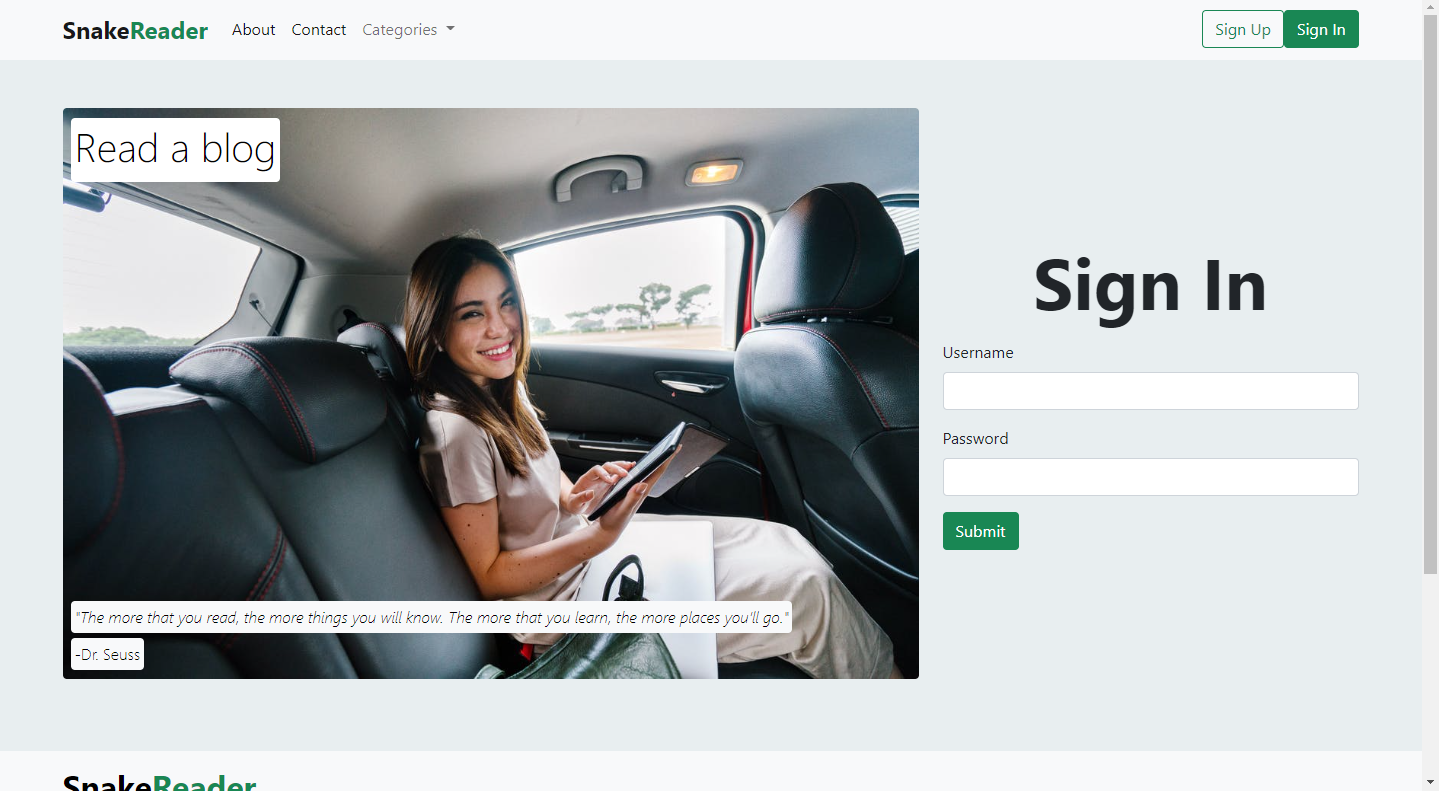 SnakeReader About Contact Categories Sign Up Sign In
Read a blog
"The more that you read, the more things you will know. The more that you learn, the more places you'll go."
-Dr. Seuss
Sign In
Username
Password
Submit
SnakeReader